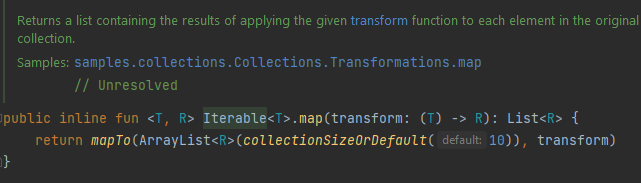 Returns a list containing the results of applying the given transform function to each element in the original
collection.
Samples: samples.collections.Collections.Transformations.map
// Unresolved
public inline fun <T, R> Iterable<T>.map(transform: (T) -> R): List<R> {
return mapTo(ArrayList<R>(collectionSizeOrDefault( default: 10)), transform)
}